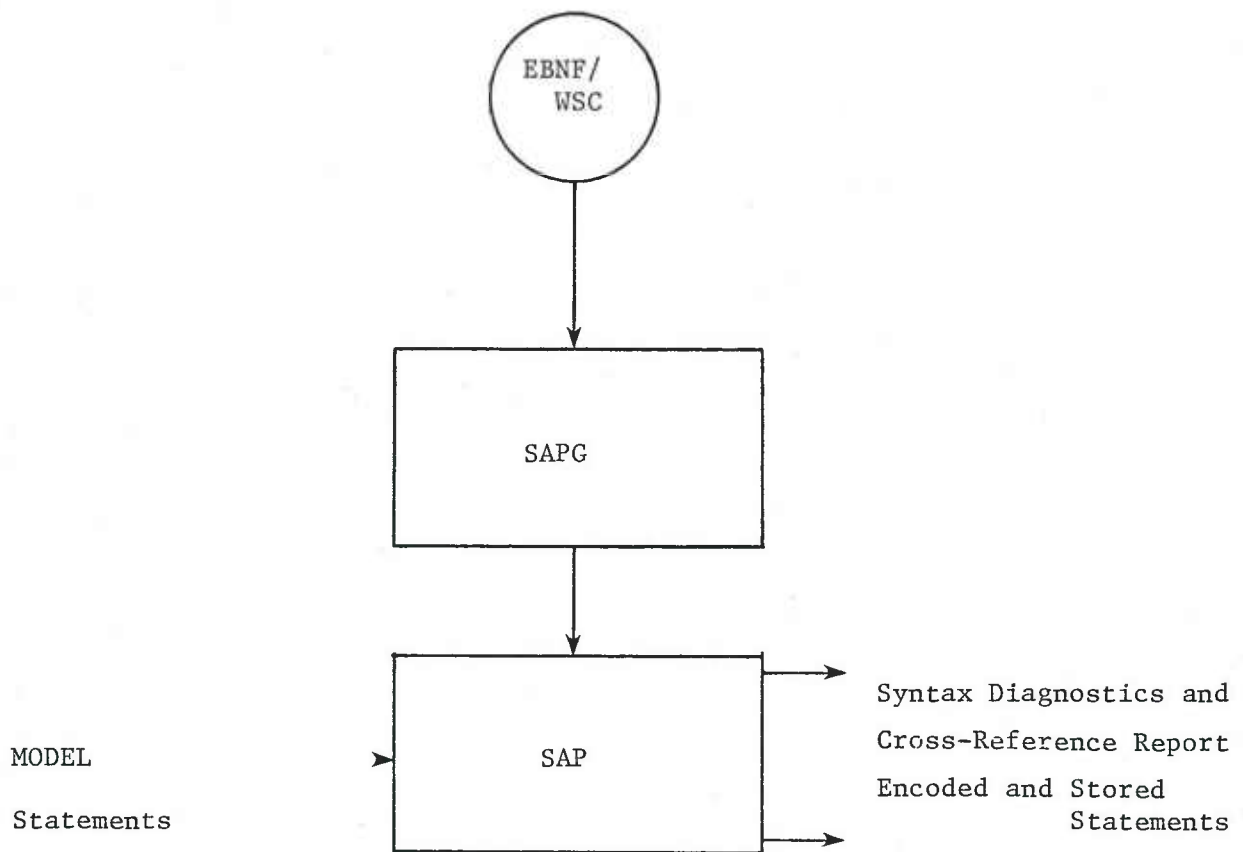 EBNF/
WSC
SAPG
SAP
MODEL
Statements
Syntax Diagnostics and
Cross-Reference Report
Encoded and Stored
Statements